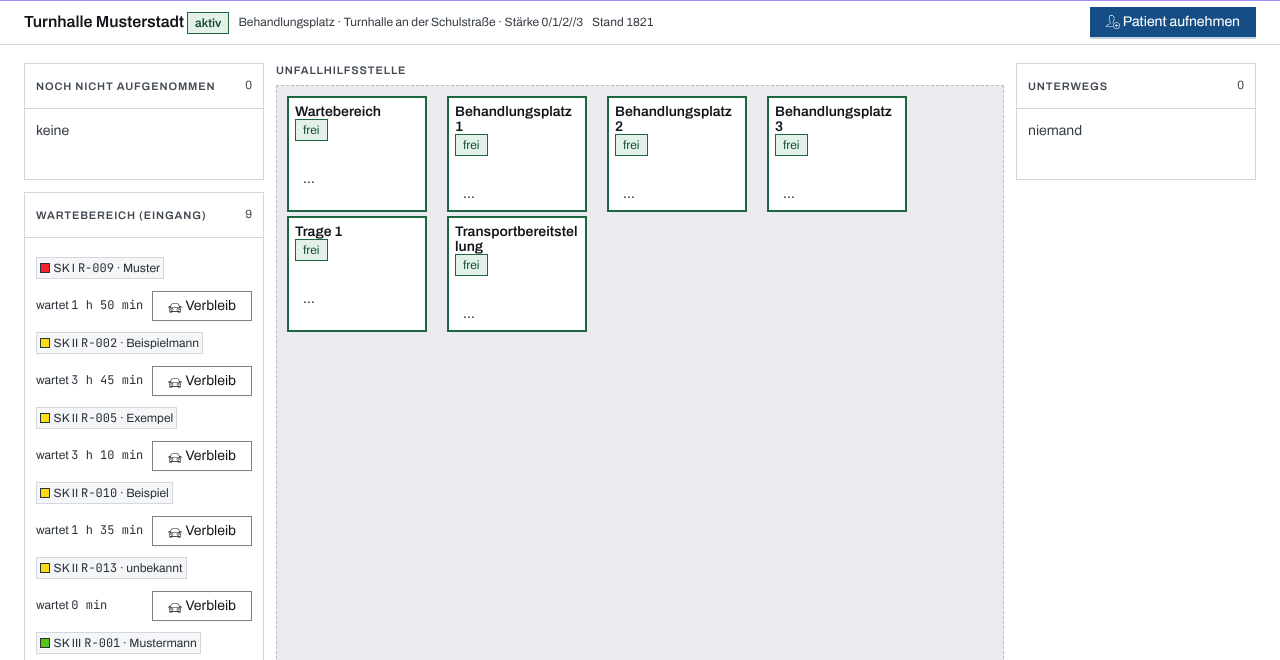 Turnhalle Musterstadt aktiv Behandlungsplatz · Turnhalle an der Schulstraße · Stärke 0/1/2//3 Stand 1821
Patient aufnehmen
NOCH NICHT AUFGENOMMEN 0
keine
WARTEBEREICH (EINGANG) 9
SK I R-009 · Muster
wartet 1 h 50 min Verbleib
SK II R-002 · Beispielmann
wartet 3 h 45 min Verbleib
SK II R-005 · Exempel
wartet 3 h 10 min Verbleib
SK II R-010 · Beispiel
wartet 1 h 35 min Verbleib
SK II R-013 · unbekannt
wartet 0 min Verbleib
SK III R-001 · Mustermann
UNFALLHILFSSTELLE
Wartebereich
frei
...
Behandlungsplatz
1
frei
...
Behandlungsplatz
2
frei
...
Behandlungsplatz
3
frei
...
Trage 1
frei
...
Transportbereitstel
lung
frei
...
UNTERWEGS 0
niemand